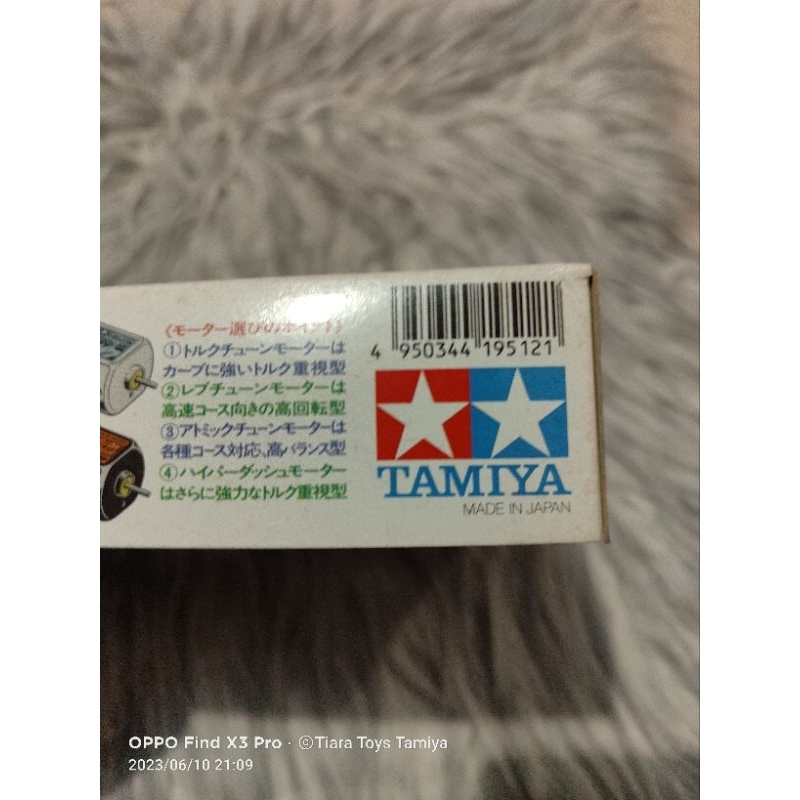 《モーター選びのポイント》
①トルクチューンモーターは
カーブに強いトルク重視型
②レブチューンモーターは
高速コース向きの高回転型
③アトミックチューンモーターは
各種コース対応、高バランス型
④ハイパーダッシュモーター
はさらに強力なトルク重視型
4 950344 195121
TAMIYA
MADE IN JAPAN
OPPO Find X3 Pro · ©Tiara Toys Tamiya
2023/06/10 21:09